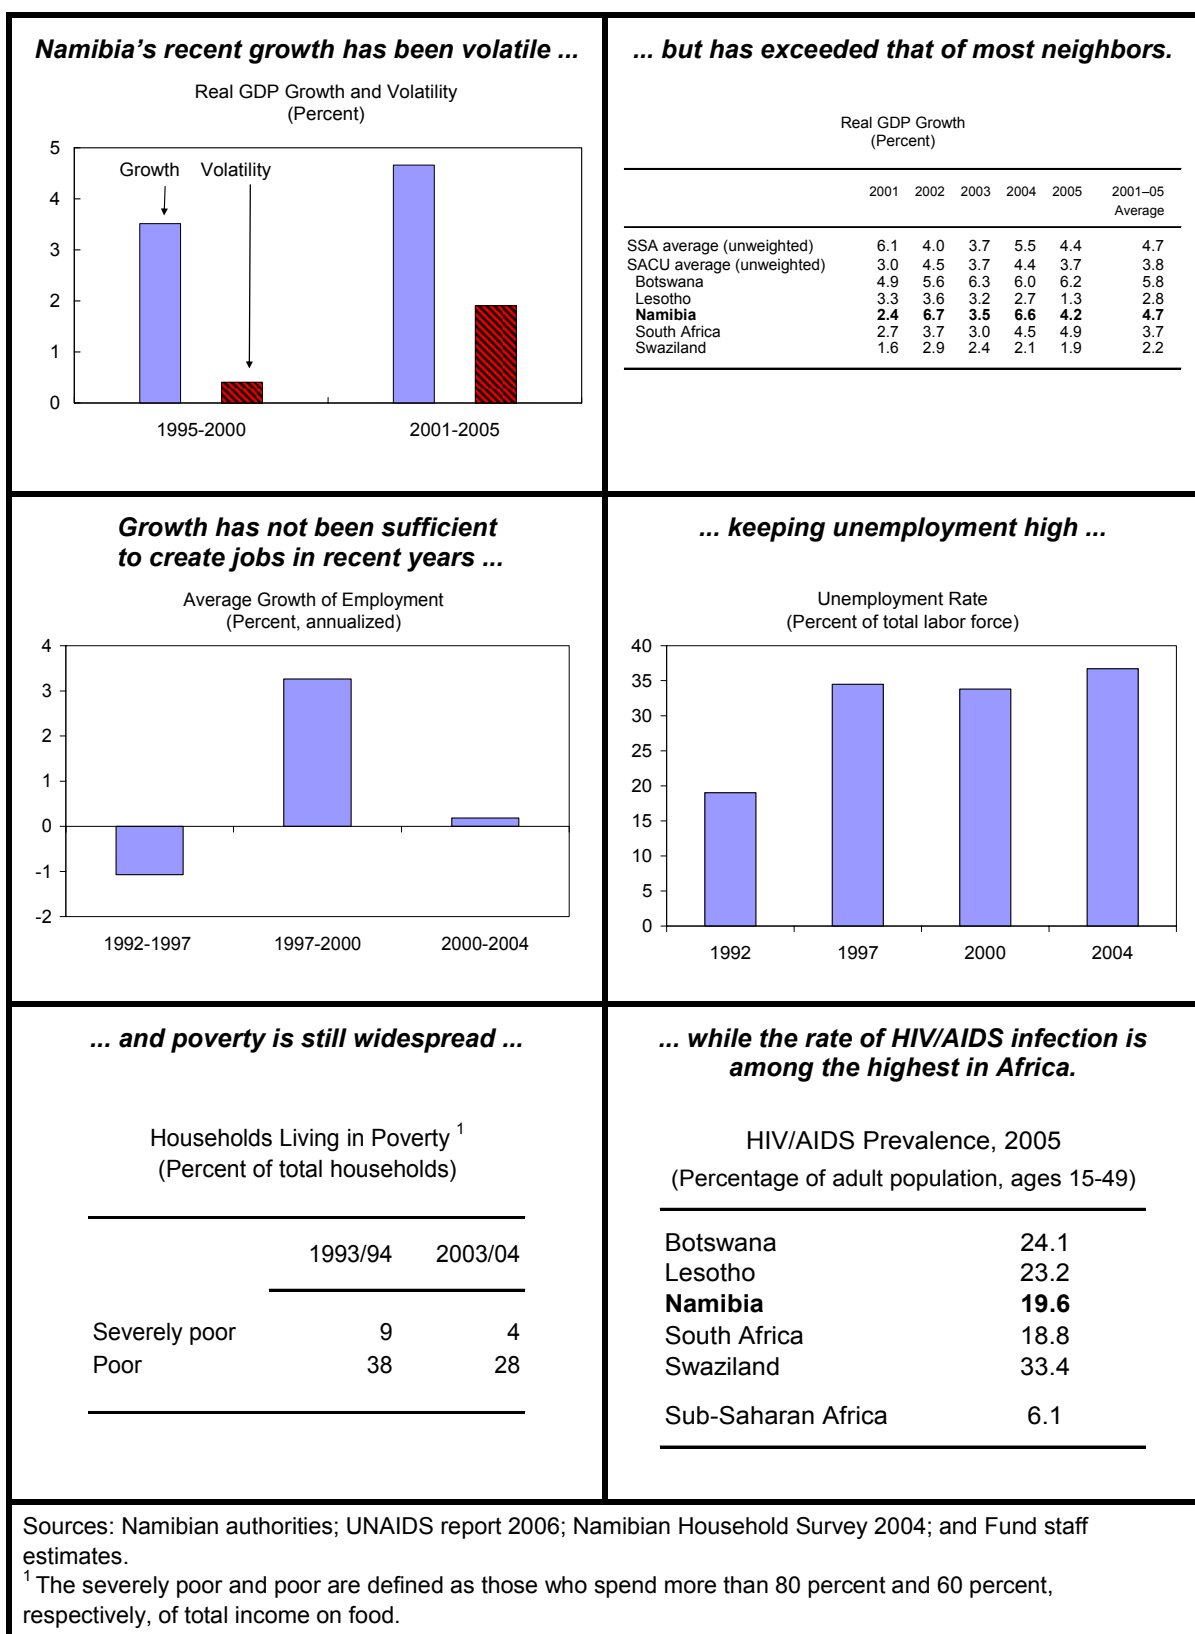 Namibia's recent growth has been volatile ...
Real GDP Growth and Volatility
(Percent)
5
4
3
2
1
0
Growth Volatility
1995-2000 2001-2005
... but has exceeded that of most neighbors.
Real GDP Growth
(Percent)
2001 2002 2003 2004 2005 2001–05
Average
SSA average (unweighted) 6.1 4.0 3.7 5.5 4.4 4.7
SACU average (unweighted) 3.0 4.5 3.7 4.4 3.7 3.8
Botswana 4.9 5.6 6.3 6.0 6.2 5.8
Lesotho 3.3 3.6 3.2 2.7 1.3 2.8
Namibia 2.4 6.7 3.5 6.6 4.2 4.7
South Africa 2.7 3.7 3.0 4.5 4.9 3.7
Swaziland 1.6 2.9 2.4 2.1 1.9 2.2
Growth has not been sufficient
to create jobs in recent years ...
Average Growth of Employment
(Percent, annualized)
4
3
2
1
0
-1
-2
1992-1997 1997-2000 2000-2004
... keeping unemployment high ...
Unemployment Rate
(Percent of total labor force)
40
35
30
25
20
15
10
5
0
1992 1997 2000 2004
... and poverty is still widespread ...
Households Living in Poverty 1
(Percent of total households)
1993/94 2003/04
Severely poor 9 4
Poor 38 28
... while the rate of HIV/AIDS infection is
among the highest in Africa.
HIV/AIDS Prevalence, 2005
(Percentage of adult population, ages 15-49)
Botswana 24.1
Lesotho 23.2
Namibia 19.6
South Africa 18.8
Swaziland 33.4
Sub-Saharan Africa 6.1
Sources: Namibian authorities; UNAIDS report 2006; Namibian Household Survey 2004; and Fund staff
estimates.
1 The severely poor and poor are defined as those who spend more than 80 percent and 60 percent,
respectively, of total income on food.